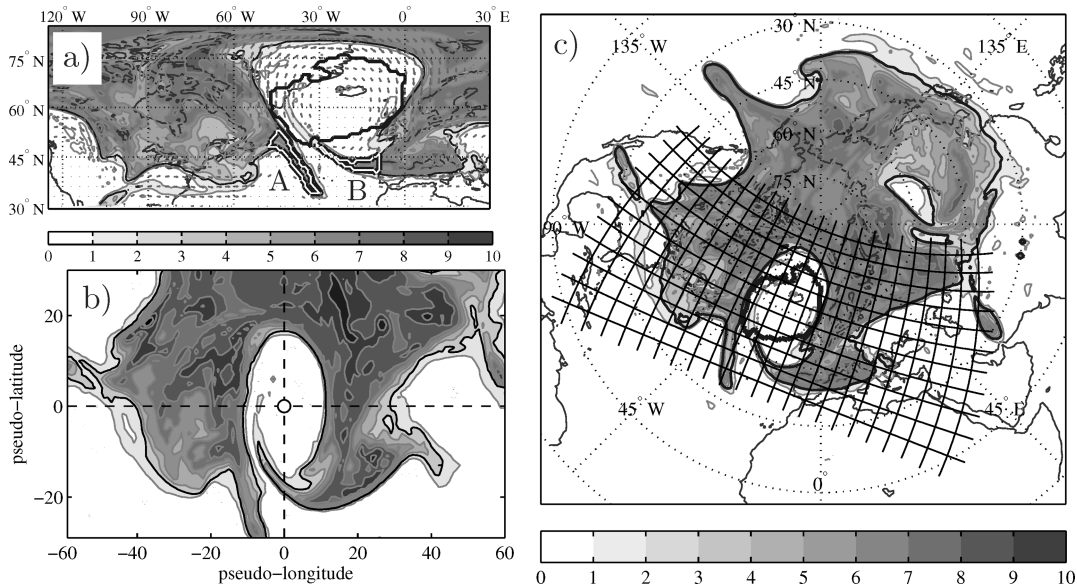 120° W 90° W 60° W 30° W 0° 30° E
a)
75° N
60° N
45° N
30° N
A
B
0 1 2 3 4 5 6 7 8 9 10
b)
pseudo−latitude
20
0
−20
−60 −40 −20 0 20 40 60
pseudo−longitude
c)
30° N
135° W
135° E
45° N
60° N
75° N
90° W
45° W
45° E
0°
0 1 2 3 4 5 6 7 8 9 10